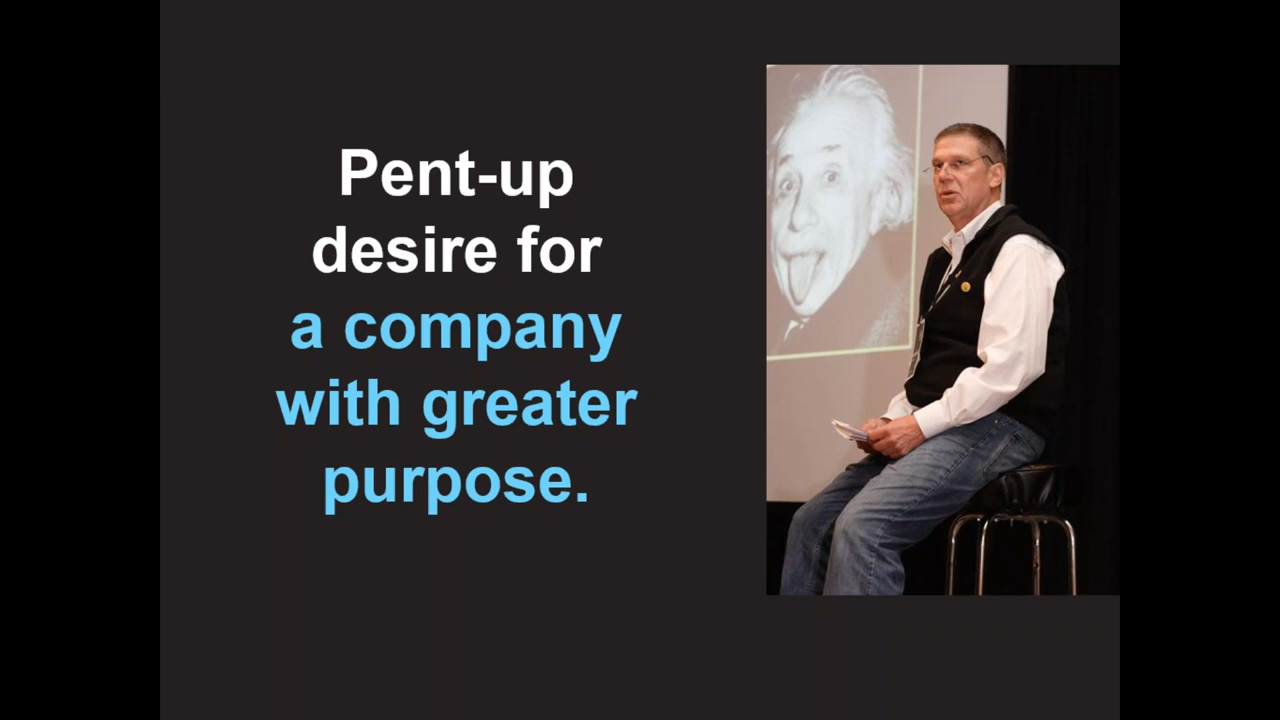 Pent-up
desire for
a company
with greater
purpose.